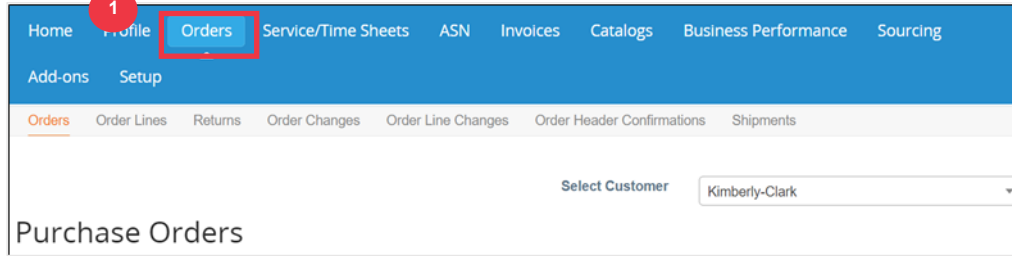 1
Home Profile Orders Service/Time Sheets ASN Invoices Catalogs Business Performance Sourcing
Add-ons Setup
Orders Order Lines Returns Order Changes Order Line Changes Order Header Confirmations Shipments
Select Customer Kimberly-Clark
Purchase Orders